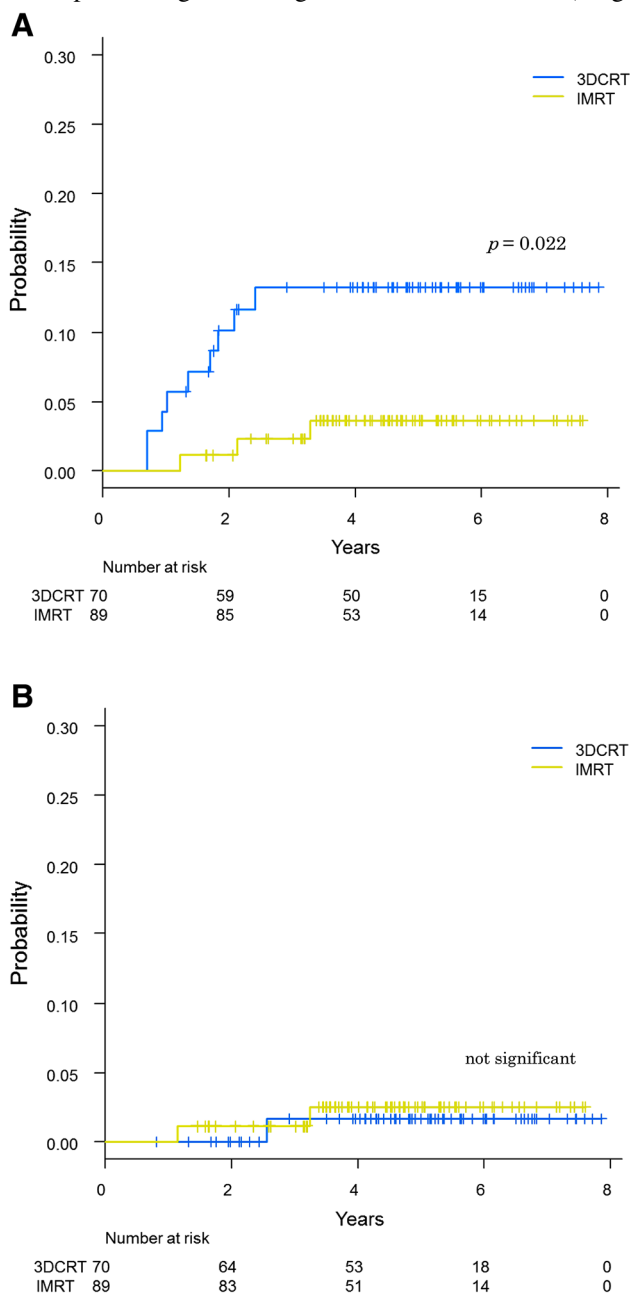 A
0.30
3DCRT
IMRT
0.25
0.20
p = 0.022
0.15
0.10
0.05
0.00
Probability
0 2 4 6 8
Years
Number at risk
3DCRT 70 59 50 15 0
IMRT 89 85 53 14 0
B
0.30
3DCRT
IMRT
0.25
0.20
0.15
0.10
not significant
0.05
0.00
Probability
0 2 4 6 8
Years
Number at risk
3DCRT 70 64 53 18 0
IMRT 89 83 51 14 0